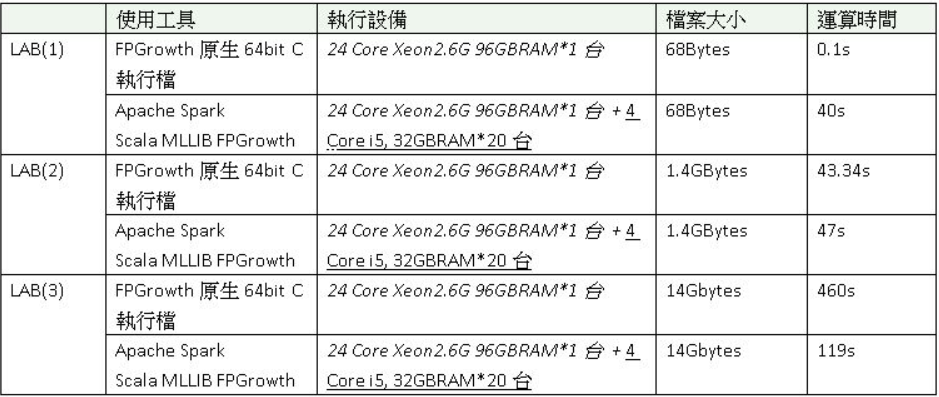 使用工具 執行設備 檔案大小 運算時間
LAB(1) FPGrowth 原生 64bit C 24 Core Xeon2.6G 96GBRAM*1 台 68Bytes 0.1s
執行檔
Apache Spark 24 Core Xeon2.6G 96GBRAM*1 台 + 4 68Bytes 40s
Scala MLLIB FPGrowth Core i5, 32GBRAM*20 台
LAB(2) FPGrowth 原生 64bit C 24 Core Xeon2.6G 96GBRAM*1 台 1.4GBytes 43.34s
執行檔
Apache Spark 24 Core Xeon2.6G 96GBRAM*1 台 + 4 1.4GBytes 47s
Scala MLLIB FPGrowth Core i5, 32GBRAM*20 台
LAB(3) FPGrowth 原生 64bit C 24 Core Xeon2.6G 96GBRAM*1 台 14Gbytes 460s
執行檔
Apache Spark 24 Core Xeon2.6G 96GBRAM*1 台 + 4 14Gbytes 119s
Scala MLLIB FPGrowth Core i5, 32GBRAM*20 台